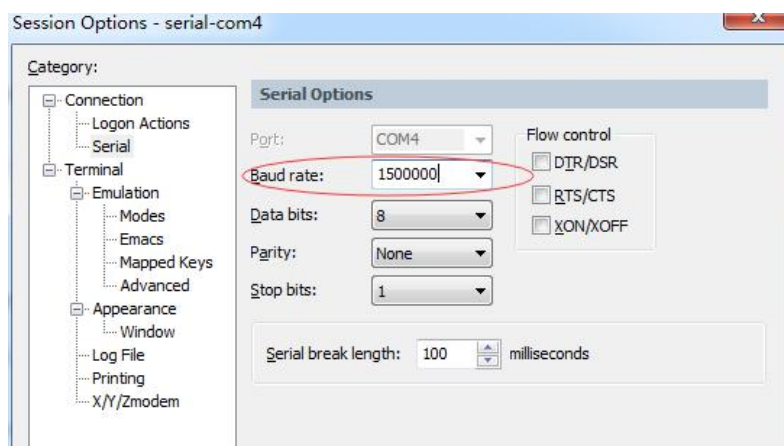 Session Options - serial-com4
Category:
Connection
Logon Actions
Serial
Terminal
Emulation
Modes
Emacs
Mapped Keys
Advanced
Appearance
Window
Log File
Printing
X/Y/Zmodem
Serial Options
Port: COM4
Baud rate: 1500000
Data bits: 8
Parity: None
Stop bits: 1
Flow control
DTR/DSR
RTS/CTS
XON/XOFF
Serial break length: 100 milliseconds